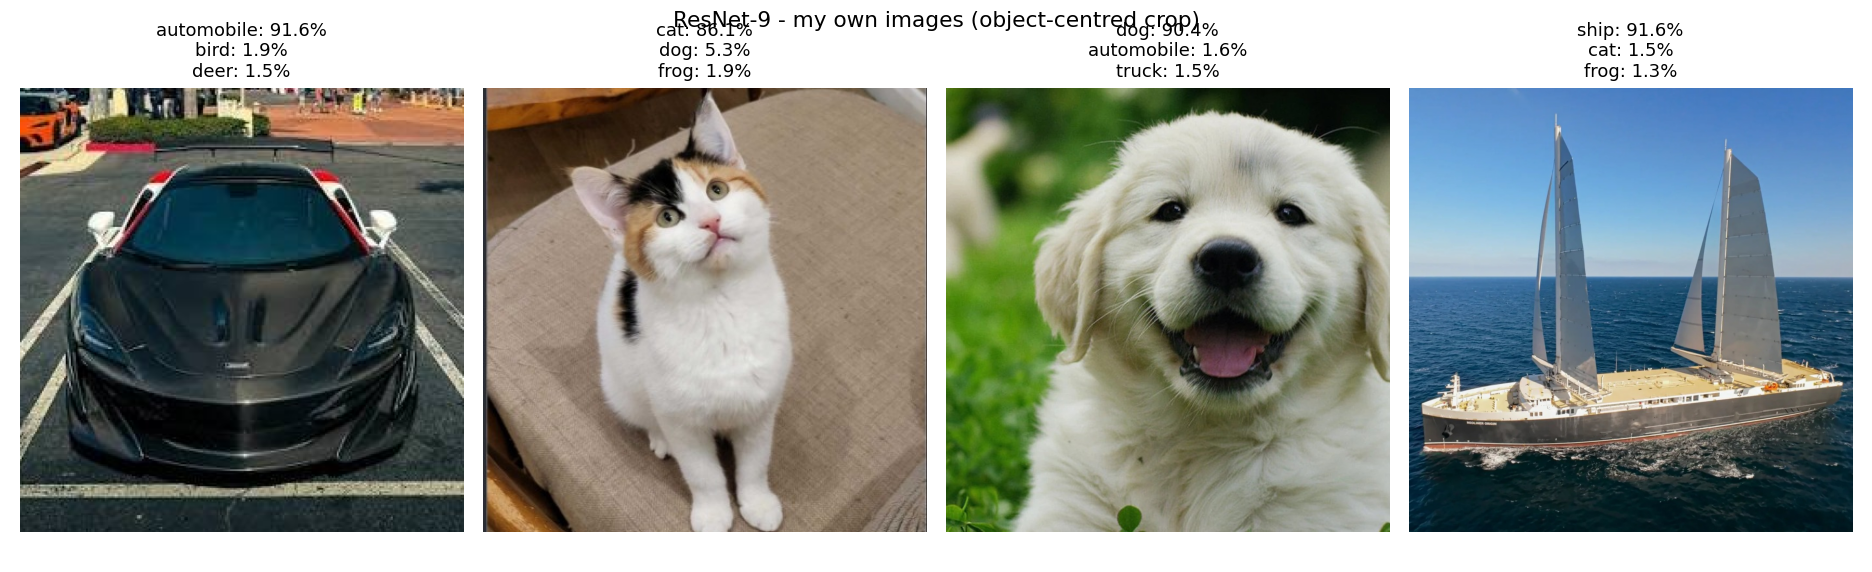 ResNet-9 - my own images (object-centred crop)
automobile: 91.6%
bird: 1.9%
deer: 1.5%
cat: 86.1%
dog: 5.3%
frog: 1.9%
dog: 90.4%
automobile: 1.6%
truck: 1.5%
ship: 91.6%
cat: 1.5%
frog: 1.3%